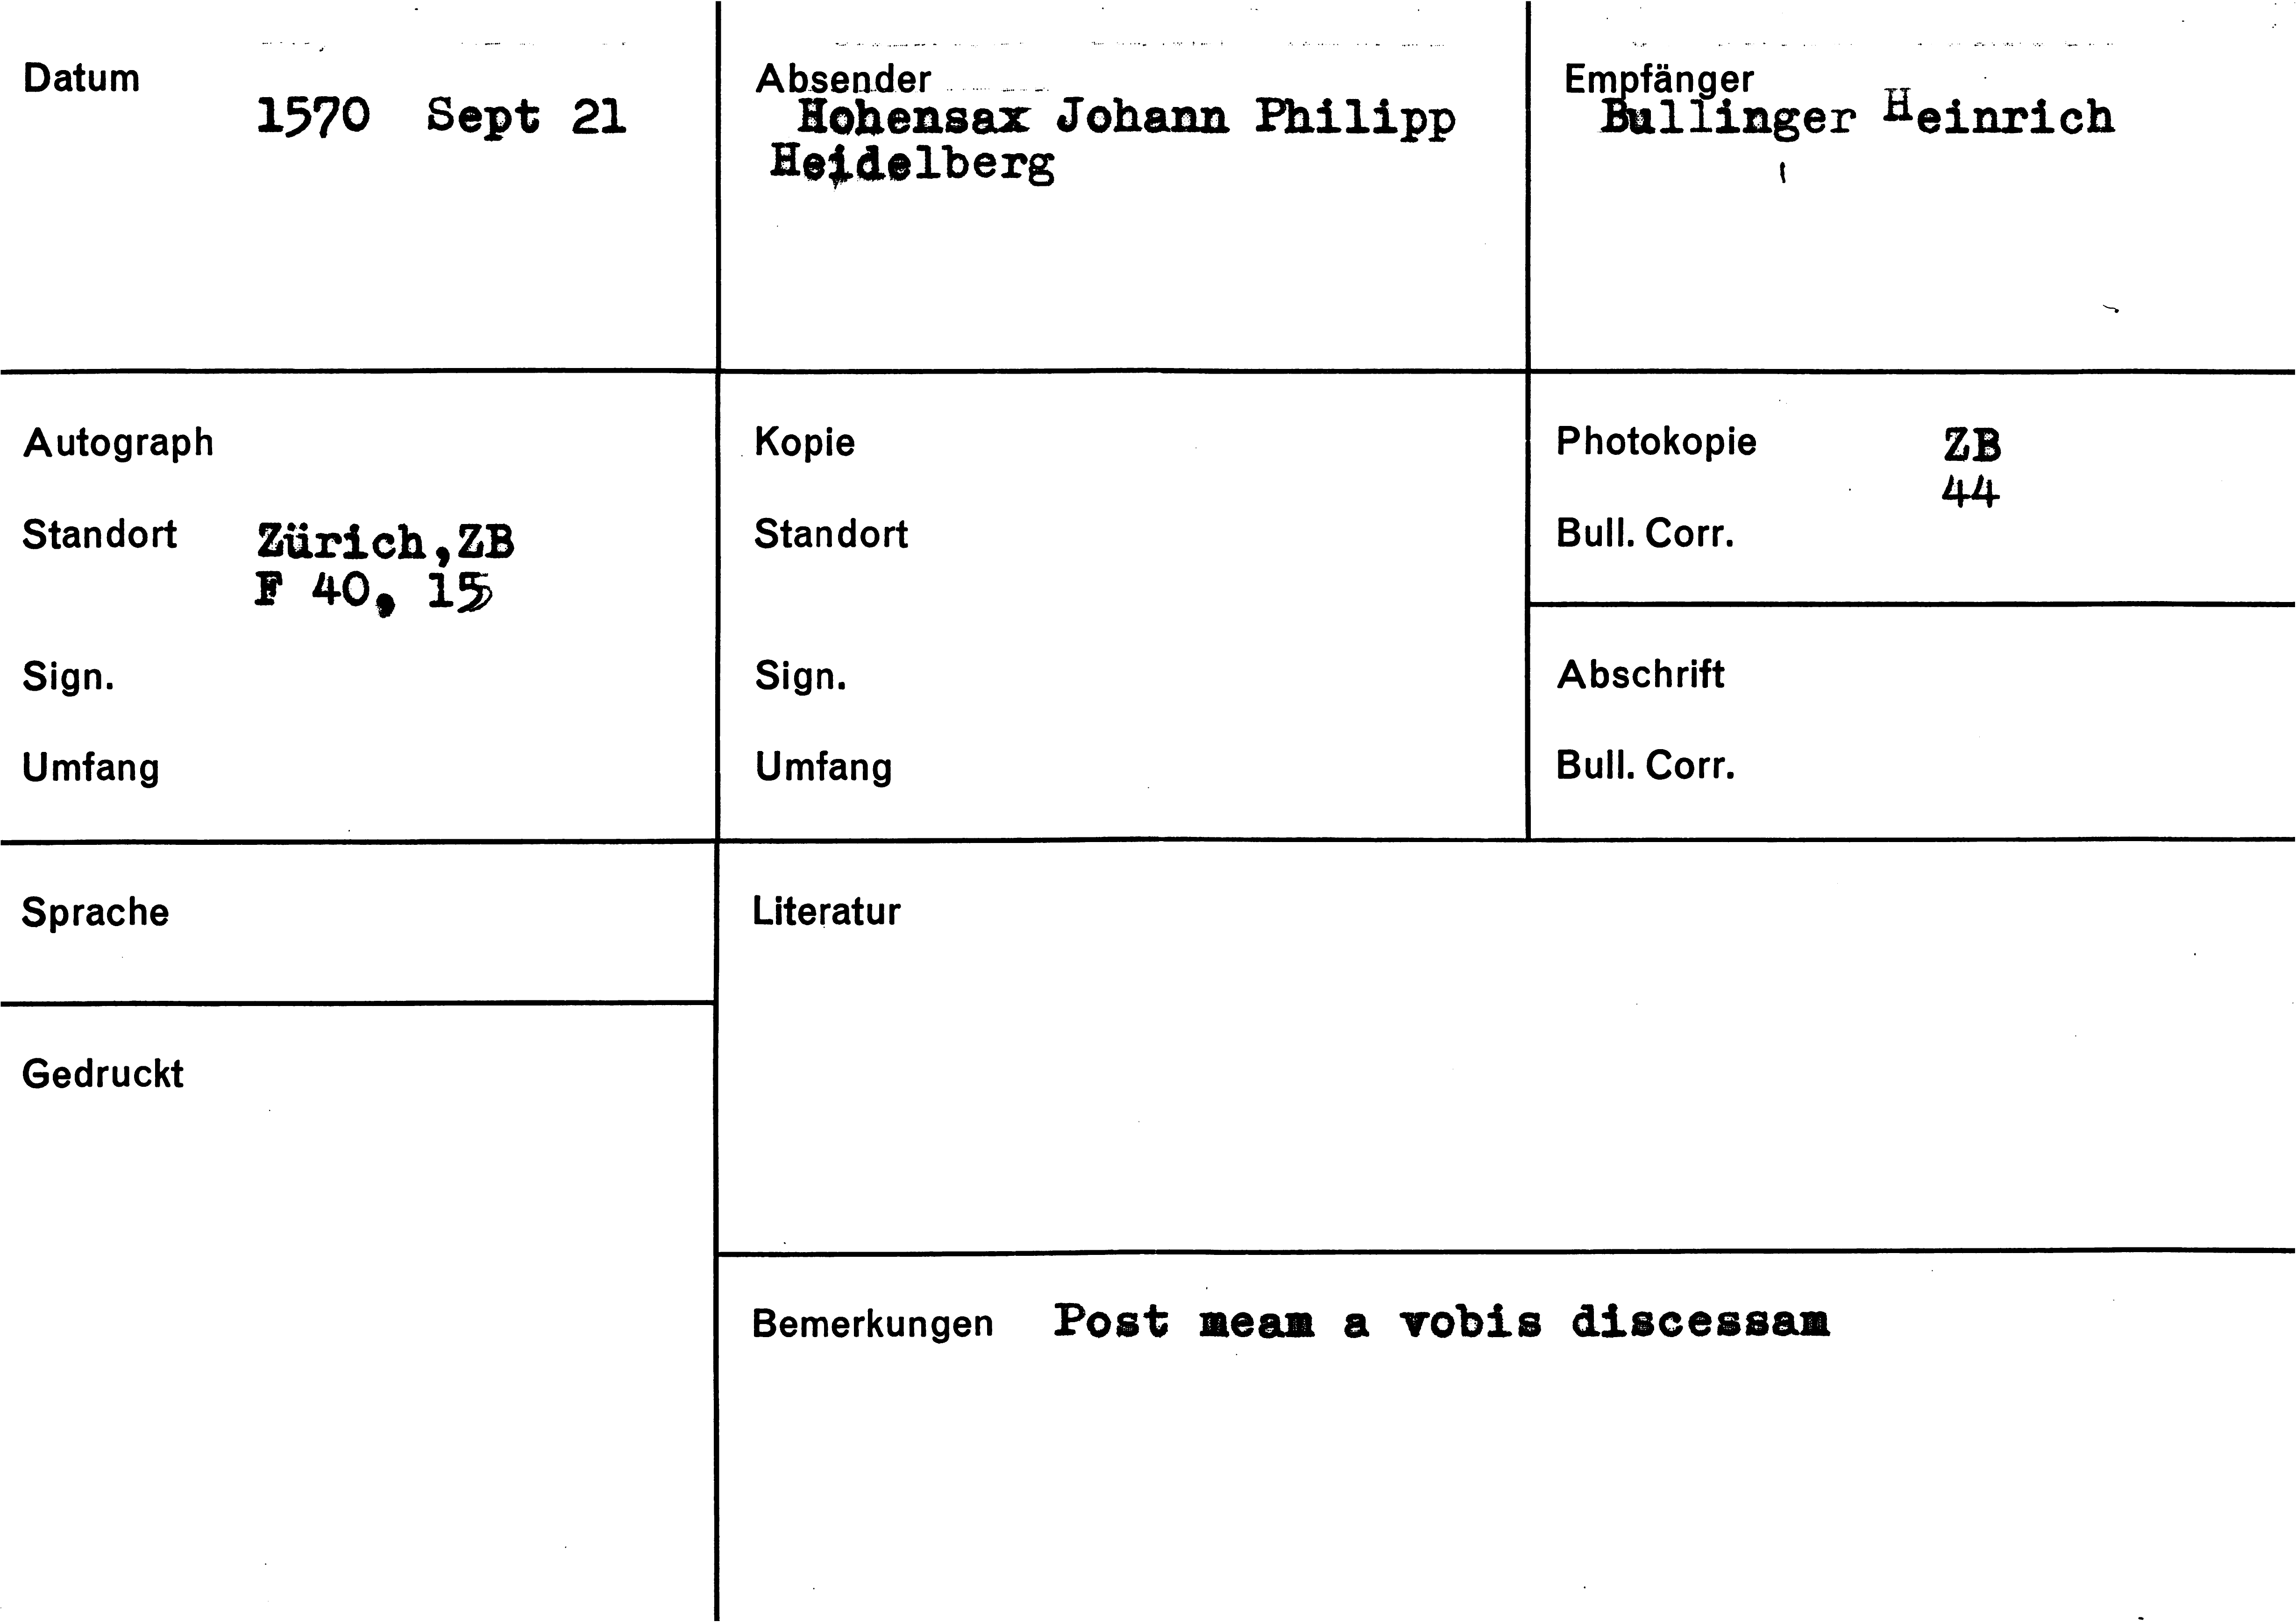 Datum
1570 Sept 21
Absender
Hohensax Johann Philipp
Heidelberg
Empfänger
Bullinger Heinrich
Autograph
Standort Zürich,ZB
F 40, 15
Sign.
Umfang
Kopie
Standort
Sign.
Umfang
Photokopie ZB
44
Bull. Corr.
Abschrift
Bull. Corr.
Sprache
Literatur
Gedruckt
Bemerkungen Post meam a vobis discessam